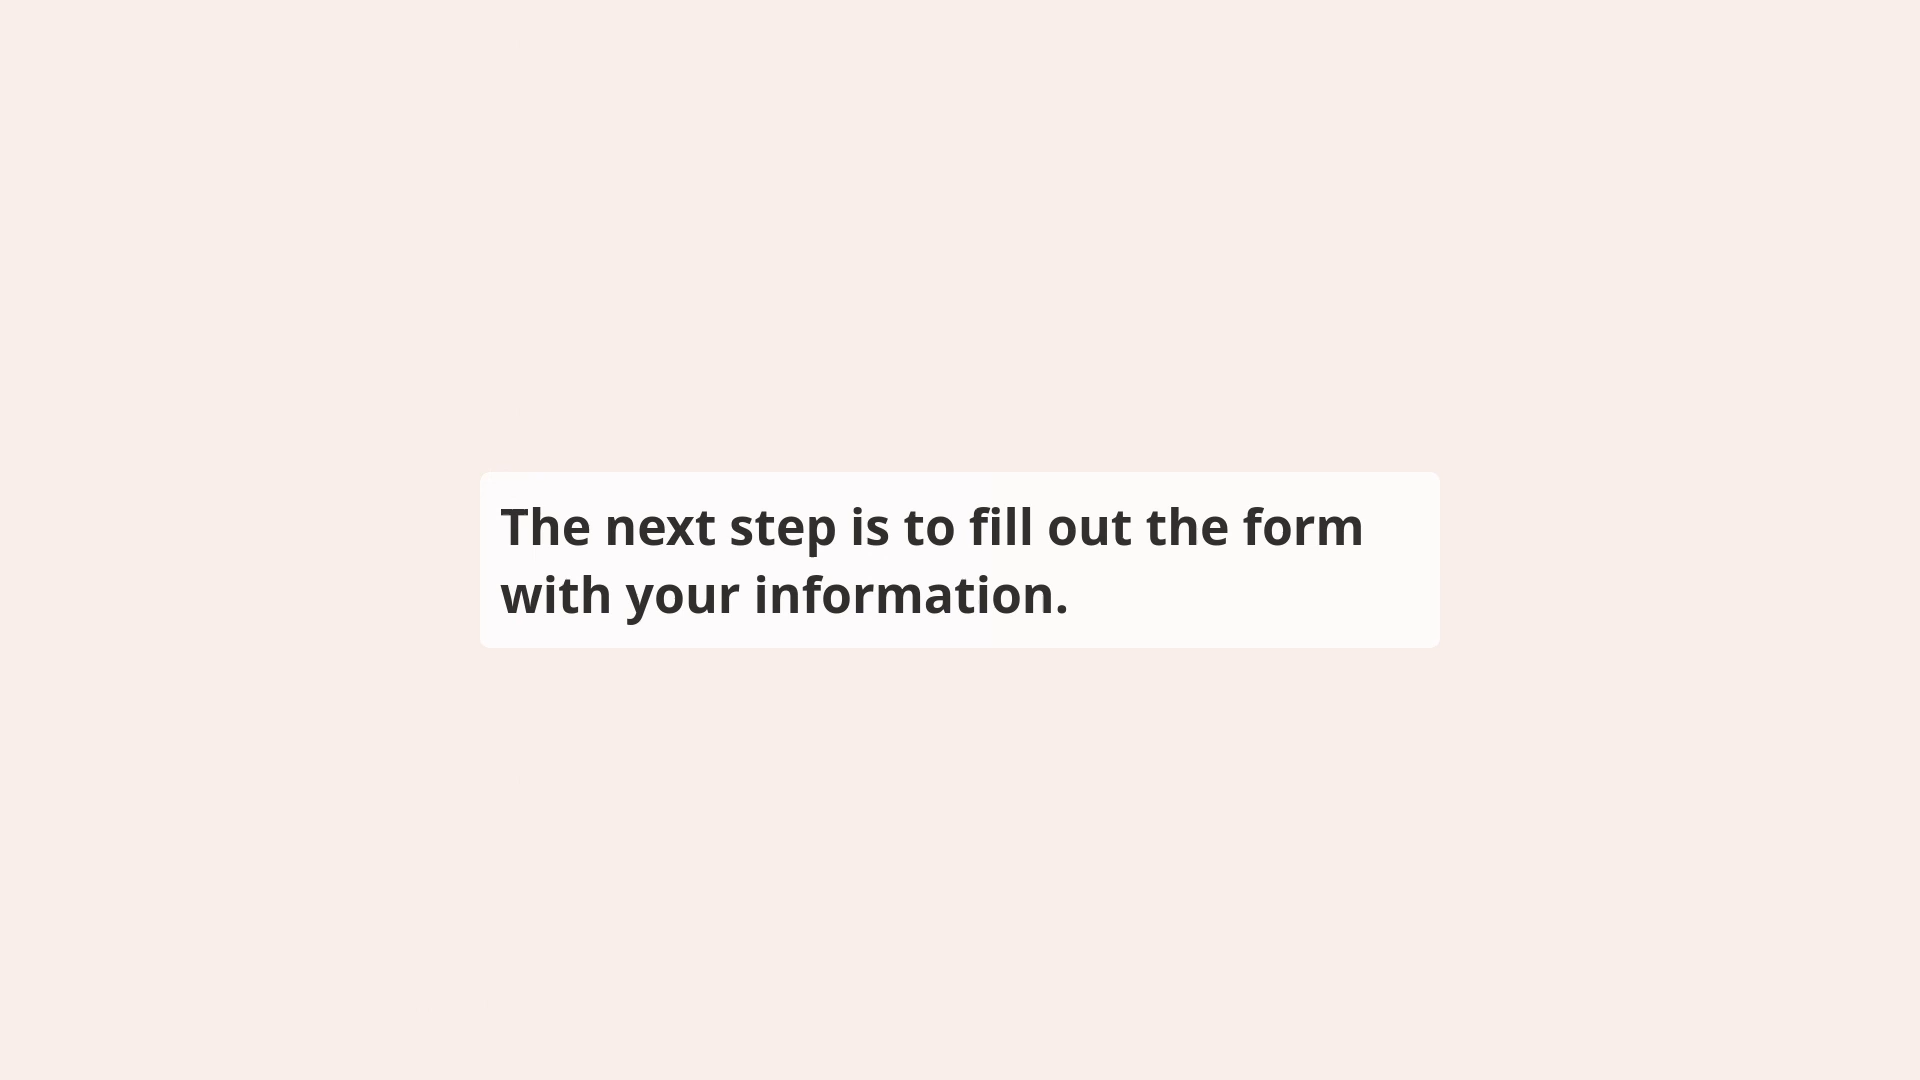 The next step is to fill out the form
with your information.